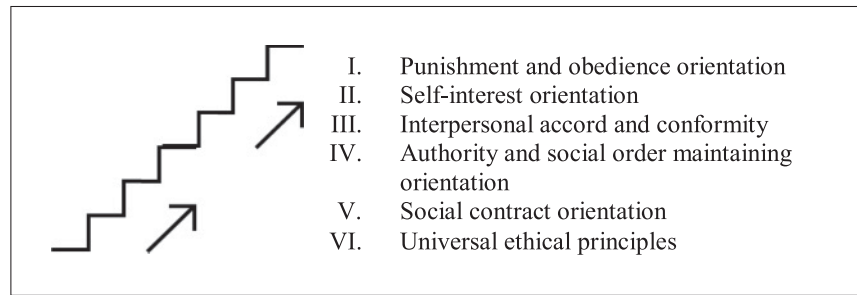 I. Punishment and obedience orientation
II. Self-interest orientation
III. Interpersonal accord and conformity
IV. Authority and social order maintaining
orientation
V. Social contract orientation
VI. Universal ethical principles